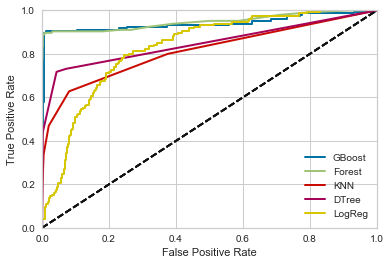 1.0
0.8
0.6
0.4
0.2
0.0
True Positive Rate
GBoost
Forest
KNN
DTree
LogReg
0.0 0.2 0.4 0.6 0.8 1.0
False Positive Rate